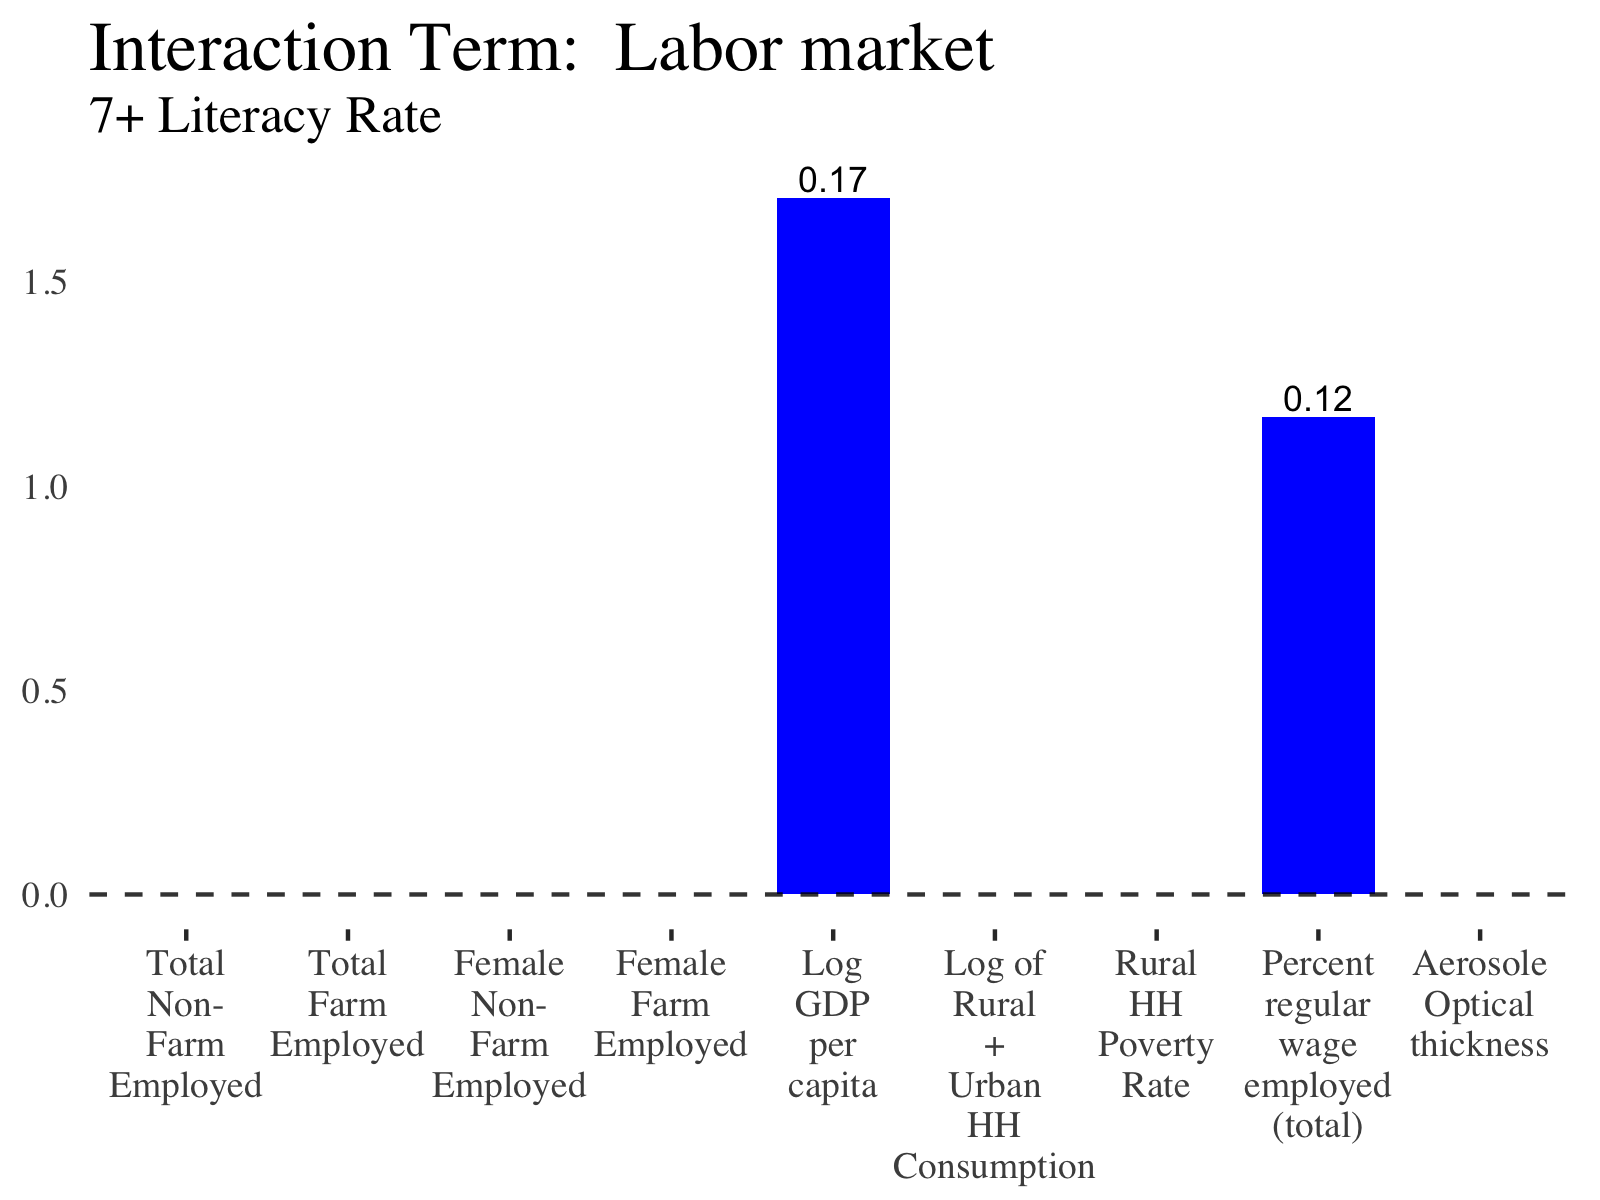 Interaction Term:  Labor market
7+ Literacy Rate
0.17
1.5
0.12
1.0
0.5
0.0
Total
Non-
Farm
Employed
Total
Farm
Employed
Female
Non-
Farm
Employed
Female
Farm
Employed
Log
GDP
per
capita
Log of
Rural
+
Urban
HH
Consumption
Rural
HH
Poverty
Rate
Percent
regular
wage
employed
(total)
Aerosole
Optical
thickness